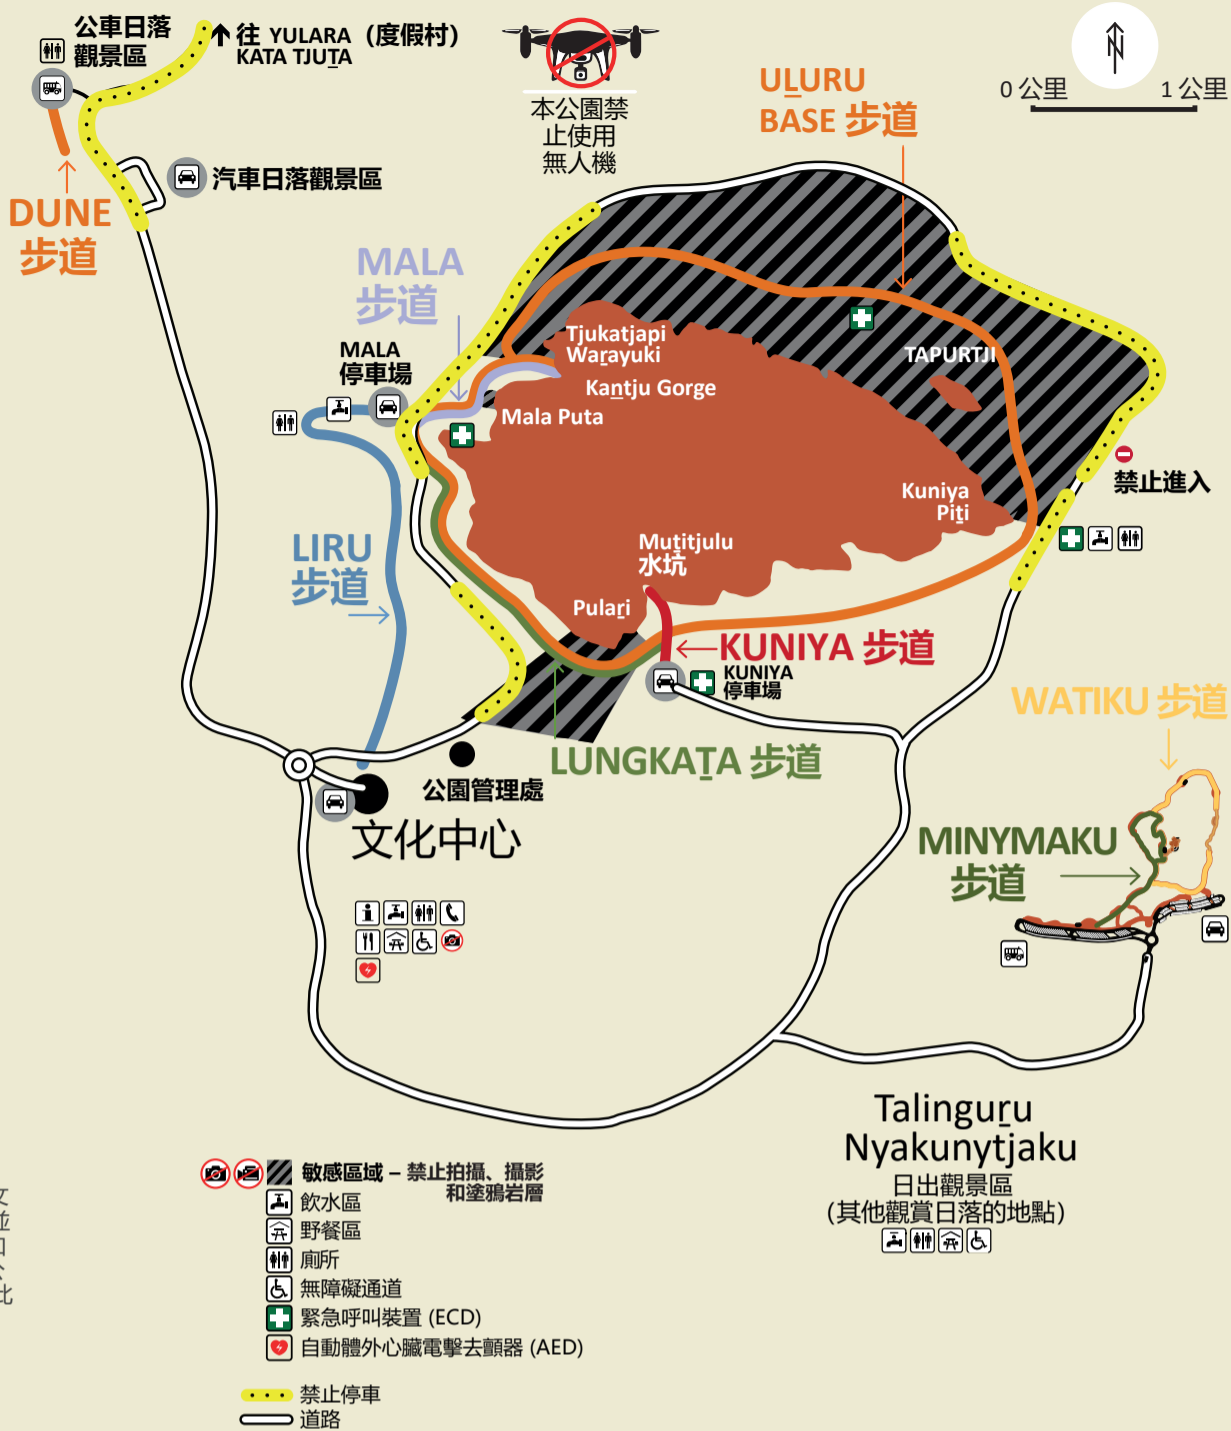 公車日落
觀景區
往 YULARA (度假村)
KATA TJUṮA
本公園禁
止使用
無人機
0 公里
1 公里
N
汽車日落觀景區
DUNE
步道
ULURU
BASE 步道
MALA
步道
MALA
停車場
Tjukatjapi
Warayuki
Kantju Gorge
Mala Puta
TAPURTJI
Kuniya
Piti
禁止進入
LIRU
步道
Mutitjulu
水坑
Pulari
KUNIYA 步道
KUNIYA
停車場
WATIKU 步道
LUNGKAṮA 步道
公園管理處
文化中心
MINYMAKU
步道
Talinguru
Nyakunytjaku
日出觀景區
(其他觀賞日落的地點)
敏感區域 – 禁止拍攝、攝影
和塗鴉岩層
飲水區
野餐區
廁所
無障礙通道
緊急呼叫裝置 (ECD)
自動體外心臟電擊去顫器 (AED)
禁止停車
道路